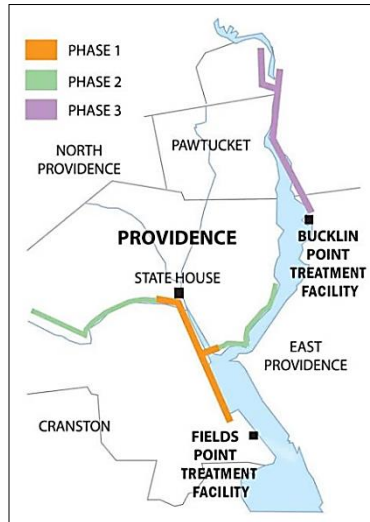 PHASE 1
PHASE 2
PHASE 3
NORTH
PROVIDENCE
PAWTUCKET
PROVIDENCE
STATE HOUSE
BUCKLIN
POINT
TREATMENT
FACILITY
EAST
PROVIDENCE
CRANSTON
FIELDS
POINT
TREATMENT
FACILITY